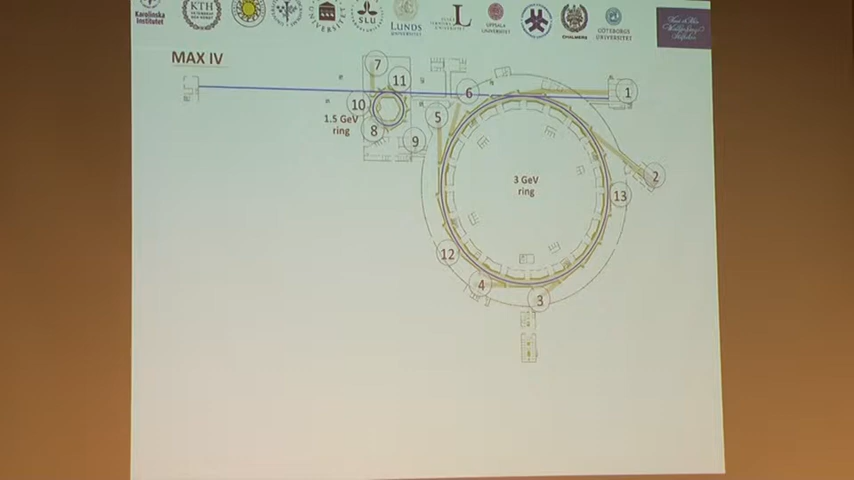 Karolinska
Institutet
KTH
SLU
LUNDS
UNIVERSITET
L
UPPSALA
UNIVERSITET
CHALMERS
GÖTEBORGS
UNIVERSITET
MAX IV
7
11
10
6
1
1.5 GeV
ring
8
5
9
3 GeV
ring
2
13
12
4
3